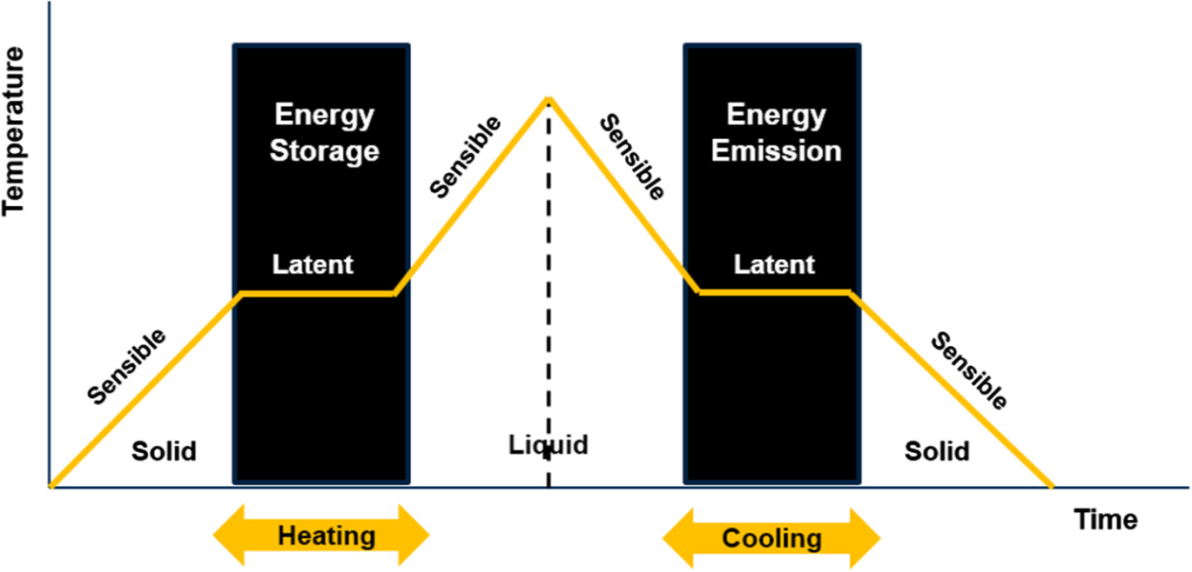 Temperature
Energy
Storage
Sensible
Sensible
Energy
Emission
Latent
Latent
Sensible
Sensible
Solid
Liquid
Solid
Time
Heating
Cooling